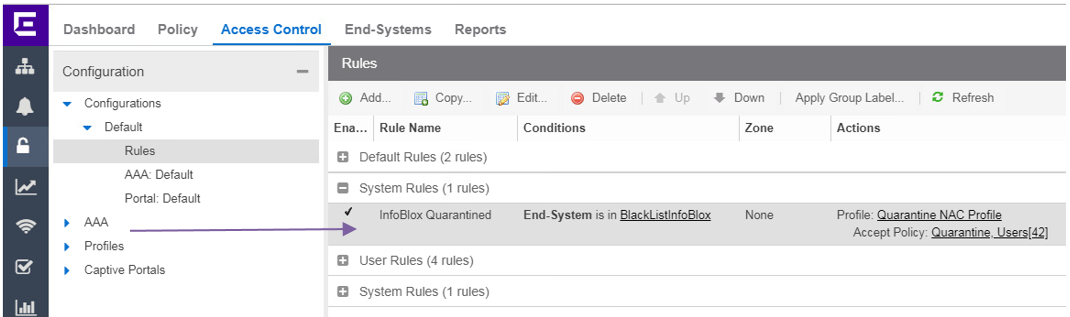 Dashboard Policy Access Control End-Systems Reports
Configuration
Configurations
Default
Rules
AAA: Default
Portal: Default
AAA
Profiles
Captive Portals
Rules
Add... Copy... Edit... Delete Up Down Apply Group Label... Refresh
Ena... Rule Name Conditions Zone Actions
Default Rules (2 rules)
System Rules (1 rules)
InfoBlox Quarantined End-System is in BlackListInfoBlox None Profile: Quarantine NAC Profile
Accept Policy: Quarantine, Users[42]
User Rules (4 rules)
System Rules (1 rules)